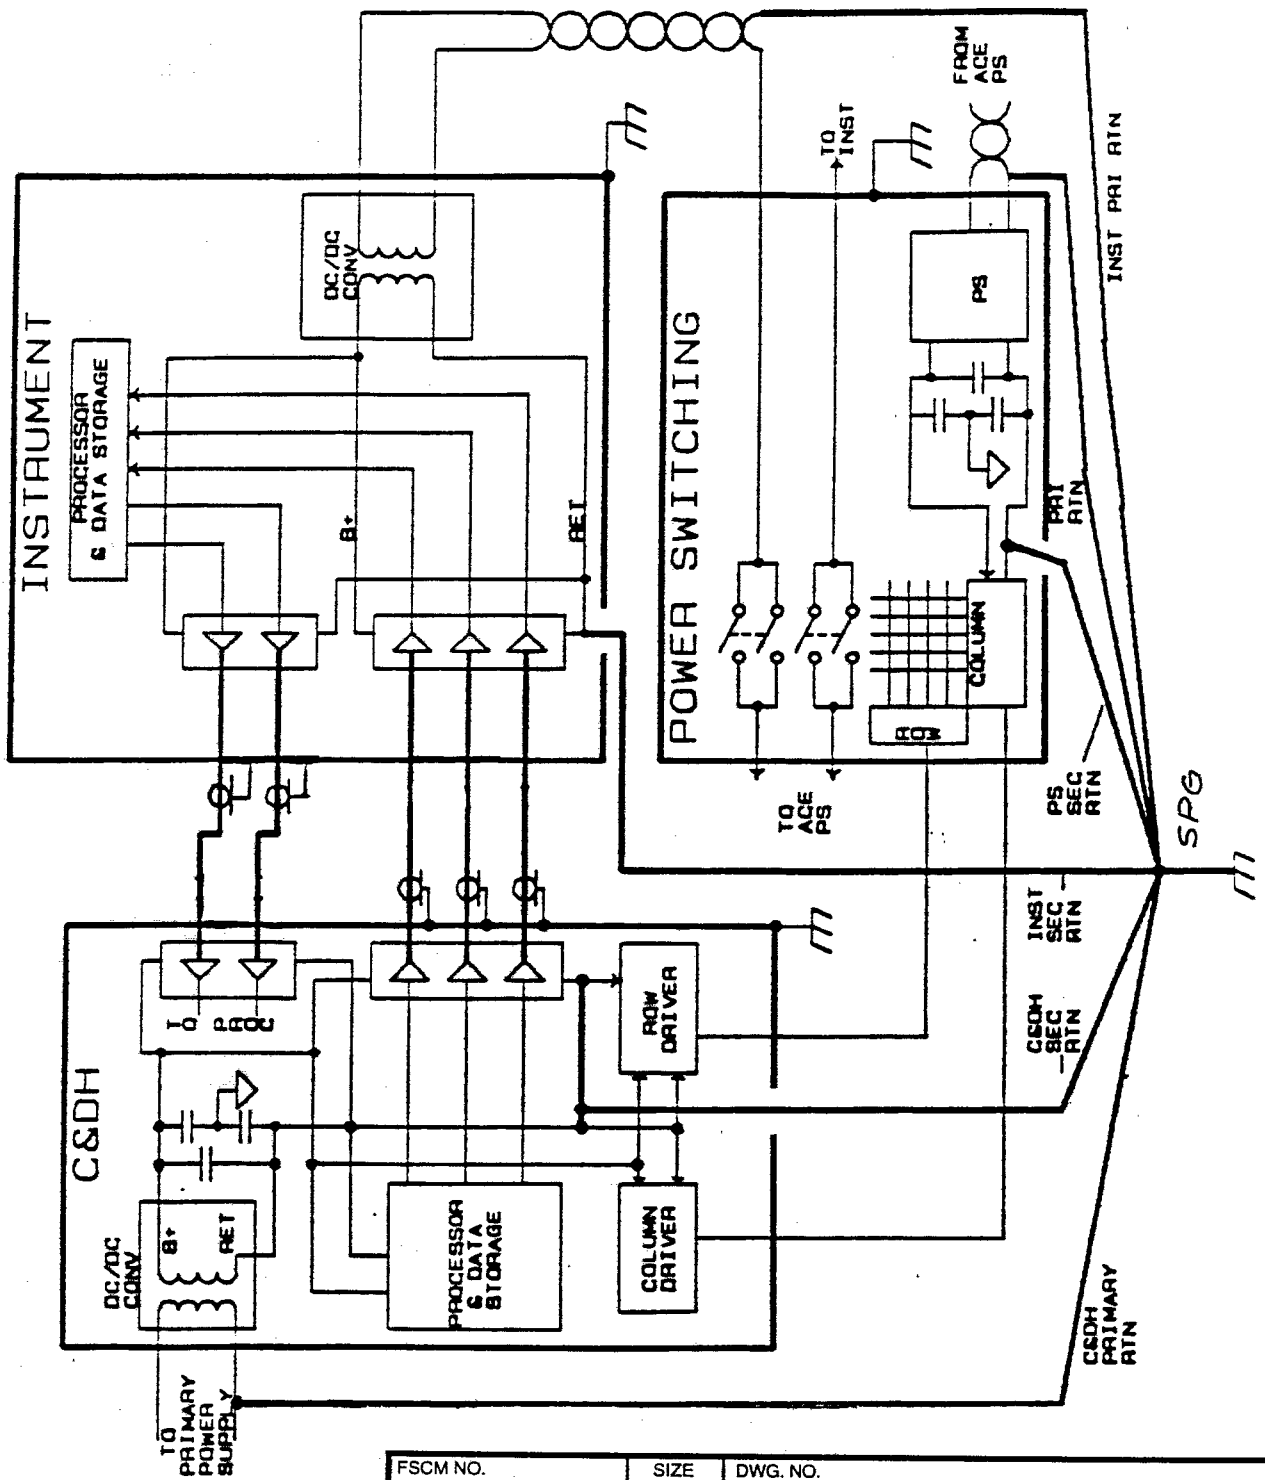 INSTRUMENT
PROCESSOR
& DATA STORAGE
DC/DC
CONV
B+
RET
FROM
ACE
PS
TO
INST
INST PRI RTN
POWER SWITCHING
PS
PRI
RTN
COLUMN
ROW
TO
ACE
PS
PS
SEC
RTN
SPG
INST
SEC
RTN
C&DH
SEC
RTN
C&DH
TO PROC
ROW
DRIVER
DC/DC
CONV
B+
RET
PROCESSOR
& DATA
STORAGE
COLUMN
DRIVER
C&DH
PRIMARY
RTN
TO
PRIMARY
POWER
SUPPLY
FSCM NO.
SIZE
DWG. NO.